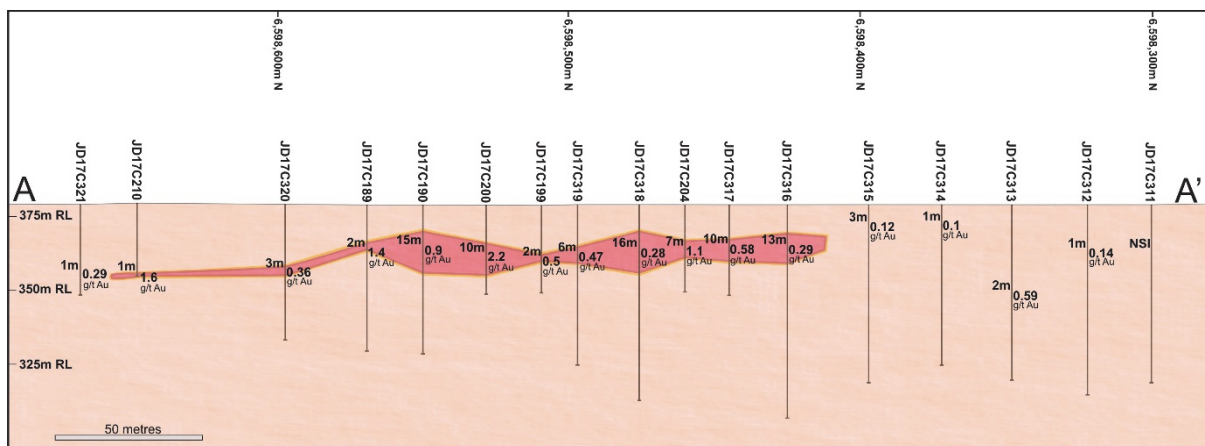 6,598,600m N
6,598,500m N
6,598,400m N
6,598,300m N
JD17C321
JD17C210
JD17C320
JD17C189
JD17C190
JD17C200
JD17C199
JD17C319
JD17C318
JD17C204
JD17C317
JD17C316
JD17C315
JD17C314
JD17C313
JD17C312
JD17C311
A
A'
375m RL
350m RL
325m RL
1m 0.29 g/t Au
1m 1.6 g/t Au
3m 0.36 g/t Au
2m 1.4 g/t Au
15m 0.9 g/t Au
10m 2.2 g/t Au
2m 0.5 g/t Au
6m 0.47 g/t Au
16m 0.28 g/t Au
7m 1.1 g/t Au
10m 0.58 g/t Au
13m 0.29 g/t Au
3m 0.12 g/t Au
1m 0.1 g/t Au
2m 0.59 g/t Au
1m 0.14 g/t Au
NSI
50 metres